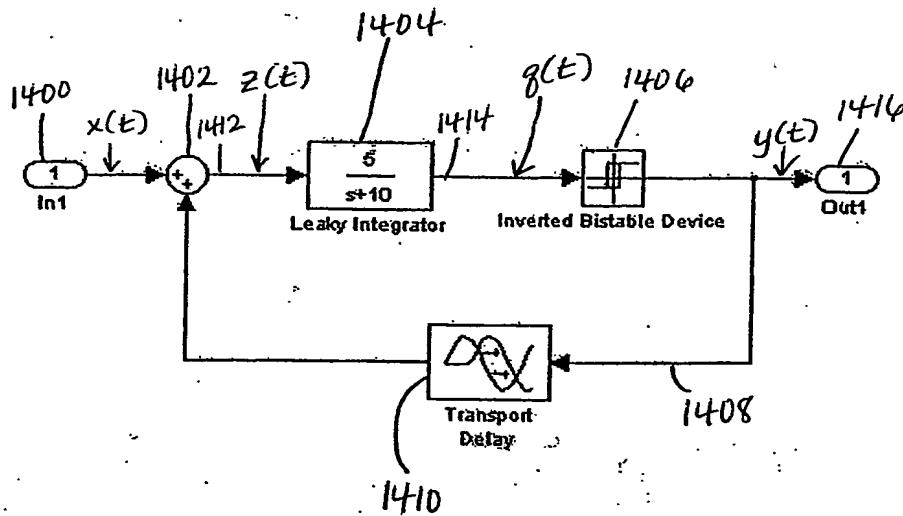 1404
1402
z(t)
q(t)
1406
1400
x(t)
1412
1414
y(t)
1416
1
In1
++
5
s+10
Leaky Integrator
Inverted Bistable Device
1
Out1
Transport
Delay
1408
1410